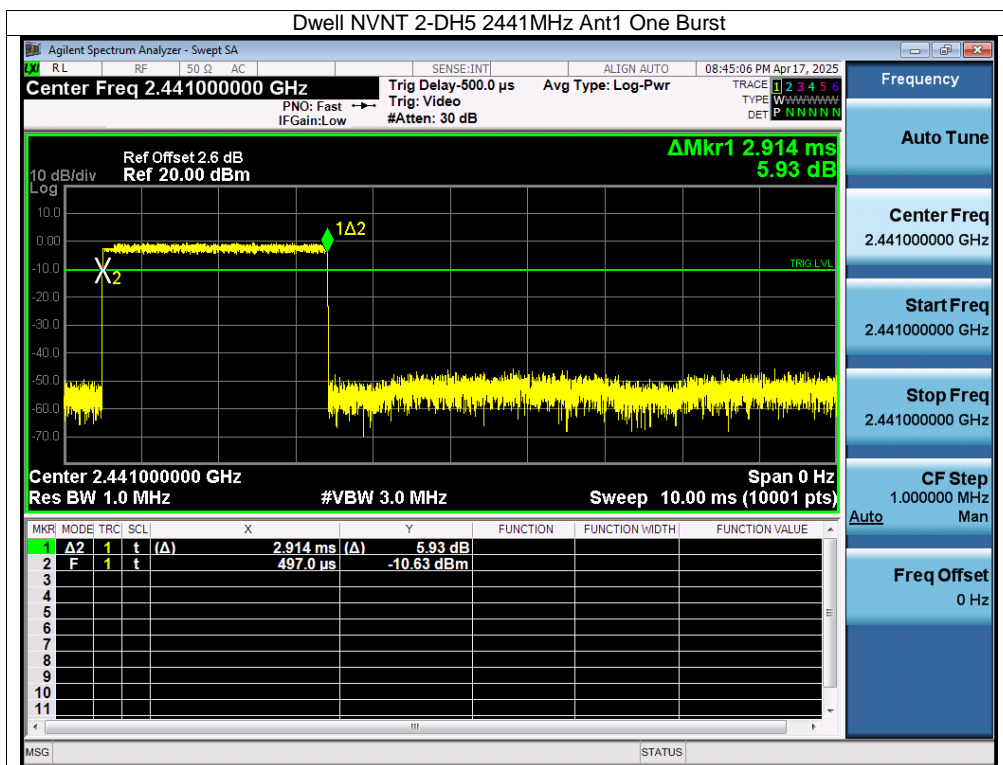 Dwell NVNT 2-DH5 2441MHz Ant1 One Burst
Agilent Spectrum Analyzer - Swept SA
LXI RL RF 50 Ω AC SENSE:INT ALIGN AUTO 08:45:06 PM Apr 17, 2025
Center Freq 2.441000000 GHz
PNO: Fast
IFGain:Low
Trig Delay-500.0 µs
Trig: Video
#Atten: 30 dB
Avg Type: Log-Pwr
TRACE 1 2 3 4 5 6
TYPE WWWWWW
DET P N N N N N
Frequency
Auto Tune
Center Freq
2.441000000 GHz
Start Freq
2.441000000 GHz
Stop Freq
2.441000000 GHz
CF Step
1.000000 MHz
Auto Man
Freq Offset
0 Hz
ΔMkr1 2.914 ms
5.93 dB
Ref Offset 2.6 dB
10 dB/div Ref 20.00 dBm
Log
10.0
0.00
-10.0
-20.0
-30.0
-40.0
-50.0
-60.0
-70.0
1Δ2
2
TRIG LVL
Center 2.441000000 GHz Span 0 Hz
Res BW 1.0 MHz #VBW 3.0 MHz Sweep 10.00 ms (10001 pts)
MKR MODE TRC SCL X Y FUNCTION FUNCTION WIDTH FUNCTION VALUE
1 Δ2 1 t (Δ) 2.914 ms (Δ) 5.93 dB
2 F 1 t 497.0 µs -10.63 dBm
3
4
5
6
7
8
9
10
11
MSG STATUS